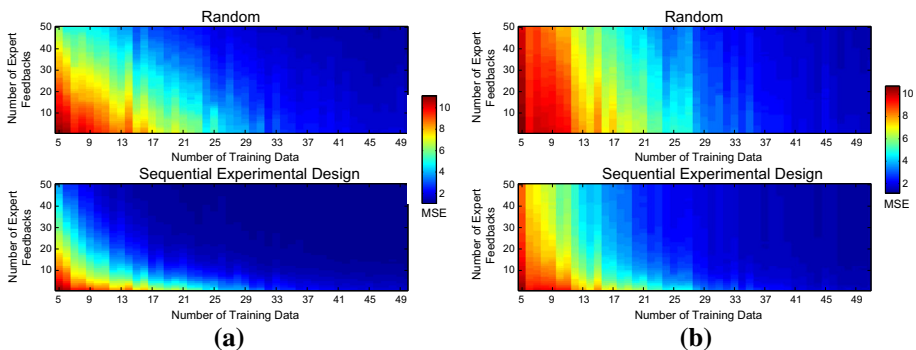 Random
Number of Expert
Feedbacks
50
40
30
20
10
5 9 13 17 21 25 29 33 37 41 45 49
Number of Training Data
Sequential Experimental Design
Number of Expert
Feedbacks
50
40
30
20
10
5 9 13 17 21 25 29 33 37 41 45 49
Number of Training Data
10
8
6
4
2
MSE
(a)
Random
Number of Expert
Feedbacks
50
40
30
20
10
5 9 13 17 21 25 29 33 37 41 45 49
Number of Training Data
Sequential Experimental Design
Number of Expert
Feedbacks
50
40
30
20
10
5 9 13 17 21 25 29 33 37 41 45 49
Number of Training Data
10
8
6
4
2
MSE
(b)